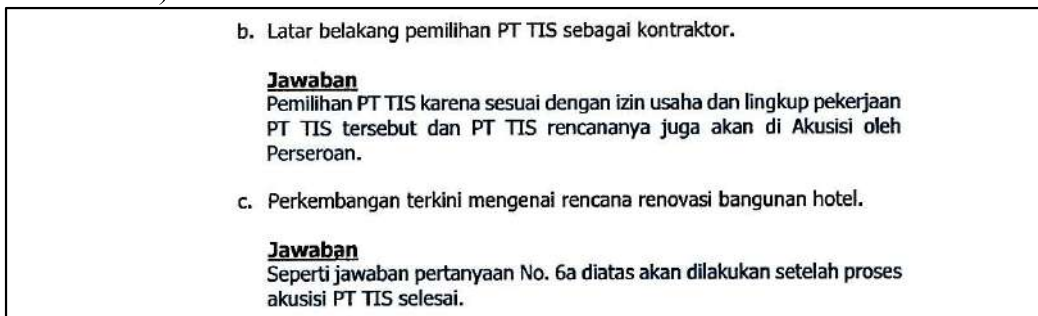 b. Latar belakang pemilihan PT TIS sebagai kontraktor.
Jawaban
Pemilihan PT TIS karena sesuai dengan izin usaha dan lingkup pekerjaan
PT TIS tersebut dan PT TIS rencananya juga akan di Akusisi oleh
Perseroan.
c. Perkembangan terkini mengenai rencana renovasi bangunan hotel.
Jawaban
Seperti jawaban pertanyaan No. 6a diatas akan dilakukan setelah proses
akusisi PT TIS selesai.